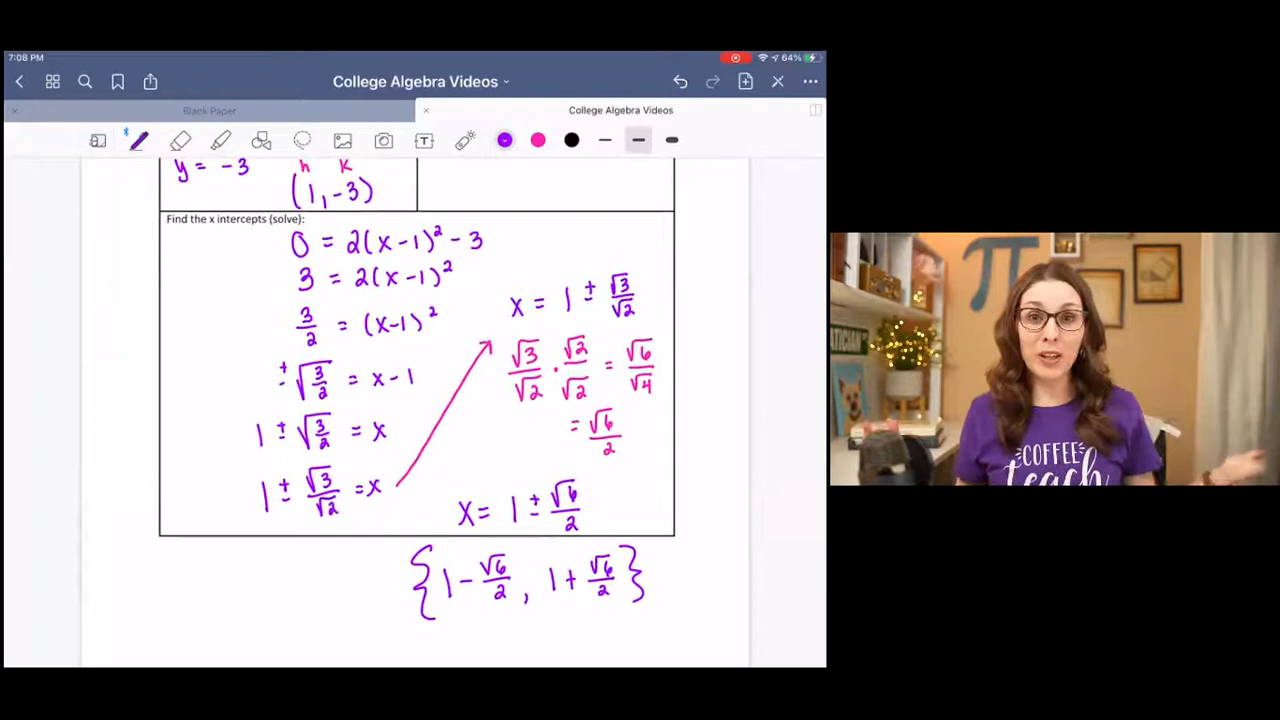 7:08 PM
64%
College Algebra Videos
Black Paper
College Algebra Videos
y = -3
h k
(1, -3)
Find the x intercepts (solve):
0 = 2(x-1)² - 3
3 = 2(x-1)²
3/2 = (x-1)²
±√(3/2) = x-1
1 ± √(3/2) = x
1 ± √3/√2 = x
x = 1 ± √3/√2
√3/√2 · √2/√2 = √6/√4
= √6/2
x = 1 ± √6/2
{1 - √6/2, 1 + √6/2}
π
COFFEE
teach